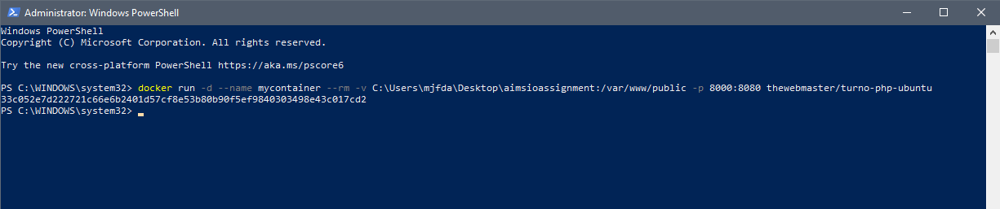 Administrator: Windows PowerShell
Windows PowerShell
Copyright (C) Microsoft Corporation. All rights reserved.
Try the new cross-platform PowerShell https://aka.ms/pscore6
PS C:\WINDOWS\system32> docker run -d --name mycontainer --rm -v C:\Users\mjfda\Desktop\aimsioassignment:/var/www/public -p 8000:8080 thewebmaster/turno-php-ubuntu
33c052e7d222721c66e6b2401d57cf8e53b80b90f5ef9840303498e43c017cd2
PS C:\WINDOWS\system32>